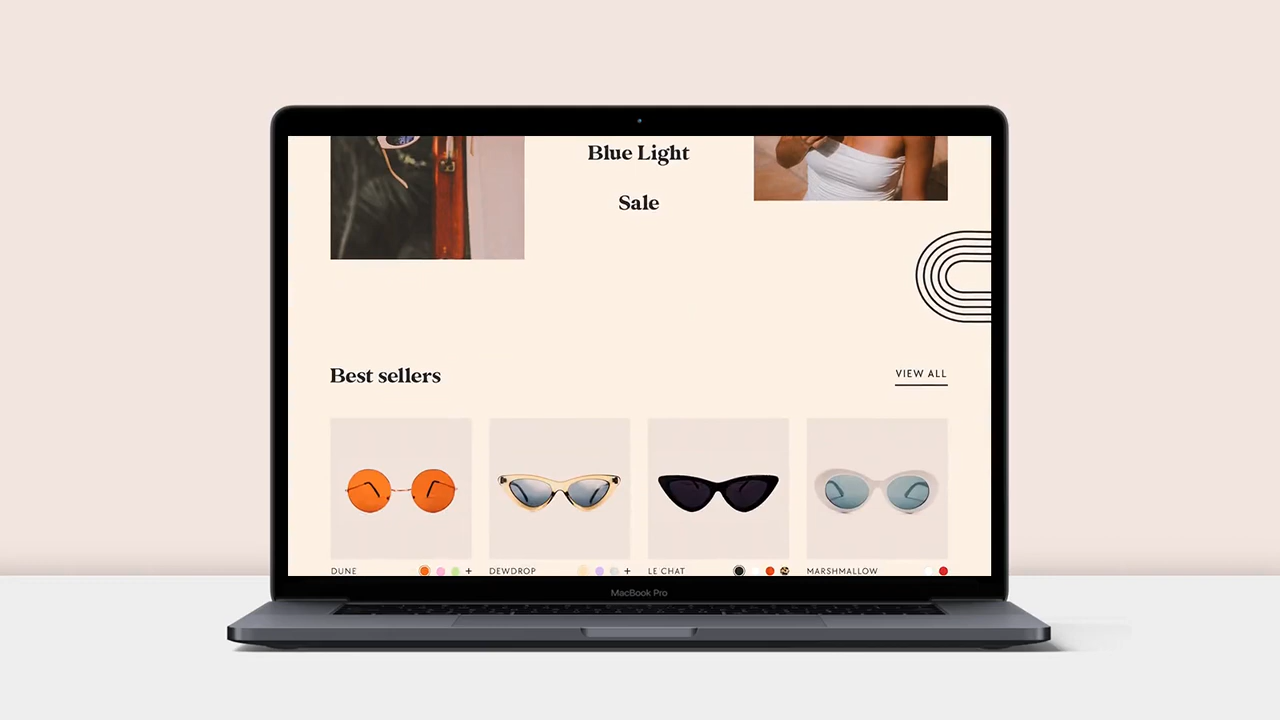 Blue Light
Sale
Best sellers
VIEW ALL
DUNE
+
DEWDROP
+
LE CHAT
MARSHMALLOW
MacBook Pro